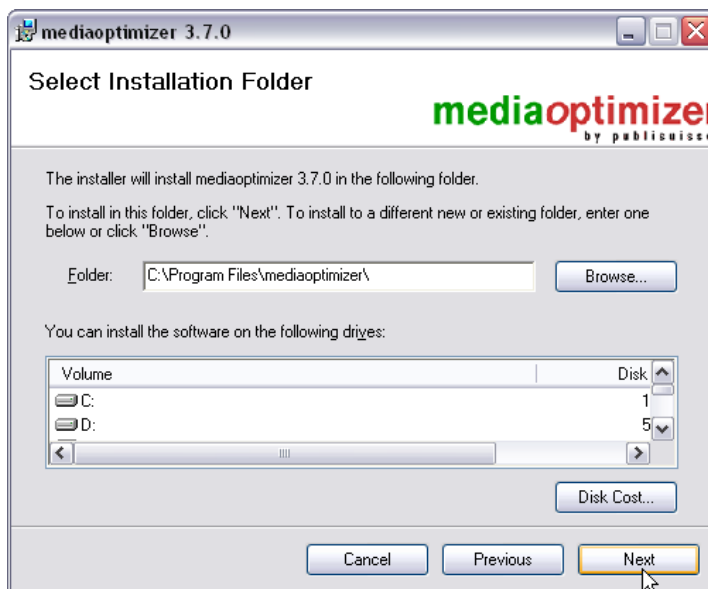 mediaoptimizer 3.7.0
Select Installation Folder
mediaoptimizer
by publisuisse
The installer will install mediaoptimizer 3.7.0 in the following folder.
To install in this folder, click "Next". To install to a different new or existing folder, enter one
below or click "Browse".
Folder: C:\Program Files\mediaoptimizer\ Browse...
You can install the software on the following drives:
Volume Disk
C: 1
D: 5
Disk Cost...
Cancel Previous Next